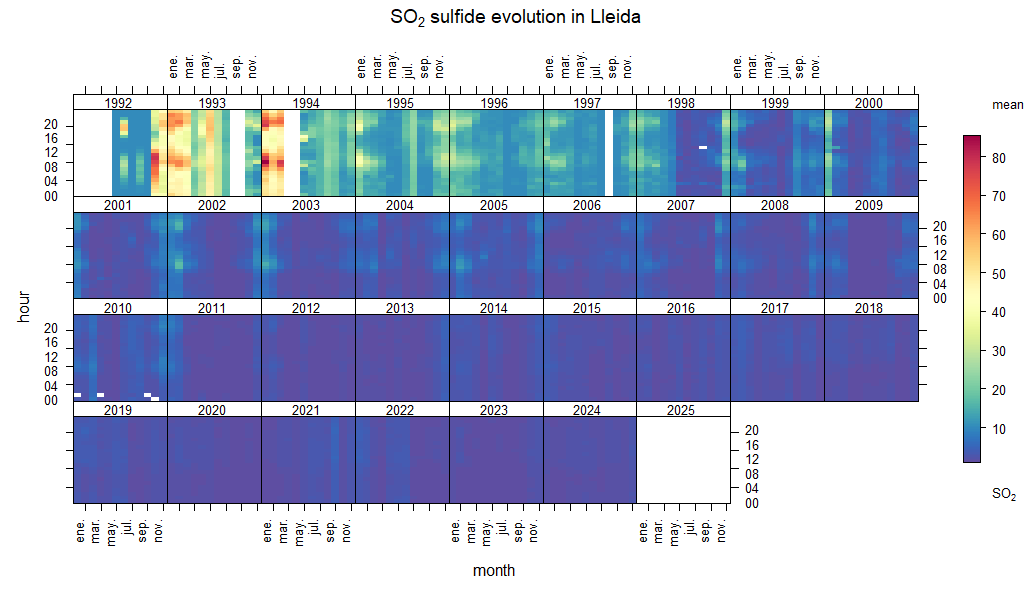 SO2 sulfide evolution in Lleida
ene. mar. may. jul. sep. nov. ene. mar. may. jul. sep. nov. ene. mar. may. jul. sep. nov. ene. mar. may. jul. sep. nov.
1992 1993 1994 1995 1996 1997 1998 1999 2000
20
16
12
08
04
00
2001 2002 2003 2004 2005 2006 2007 2008 2009
20
16
12
08
04
00
2010 2011 2012 2013 2014 2015 2016 2017 2018
20
16
12
08
04
00
2019 2020 2021 2022 2023 2024 2025
20
16
12
08
04
00
ene. mar. may. jul. sep. nov. ene. mar. may. jul. sep. nov. ene. mar. may. jul. sep. nov. ene. mar. may. jul. sep. nov.
hour
month
mean
80
70
60
50
40
30
20
10
SO2